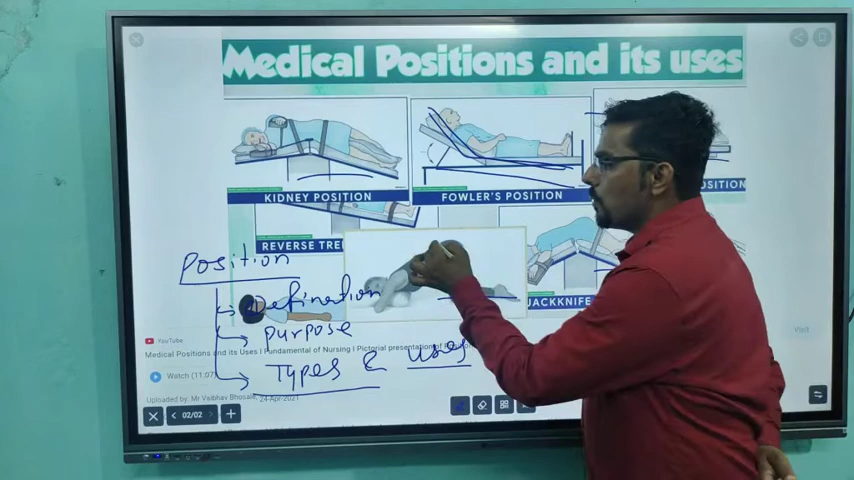 Medical Positions and its uses
KIDNEY POSITION
FOWLER'S POSITION
OSITION
REVERSE TRE
JACKKNIFE
Position
Defination
Purpose
Types & Uses
YouTube
Medical Positions and its Uses I Fundamental of Nursing I Pictorial presentation of
Visit
Watch (11:07)
Uploaded by. Mr Vaibhav Bhosale, 24-Apr-2021
02/02